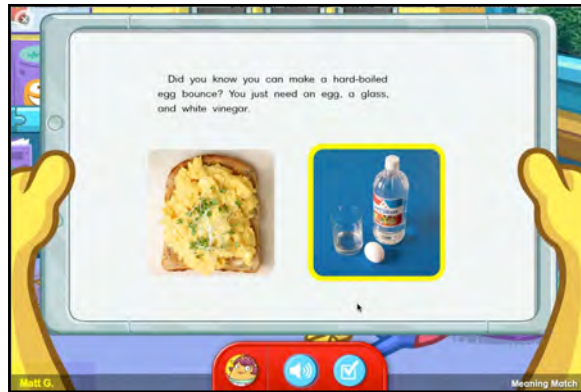 Did you know you can make a hard-boiled
egg bounce? You just need an egg, a glass,
and white vinegar.
Matt G.
Meaning Match